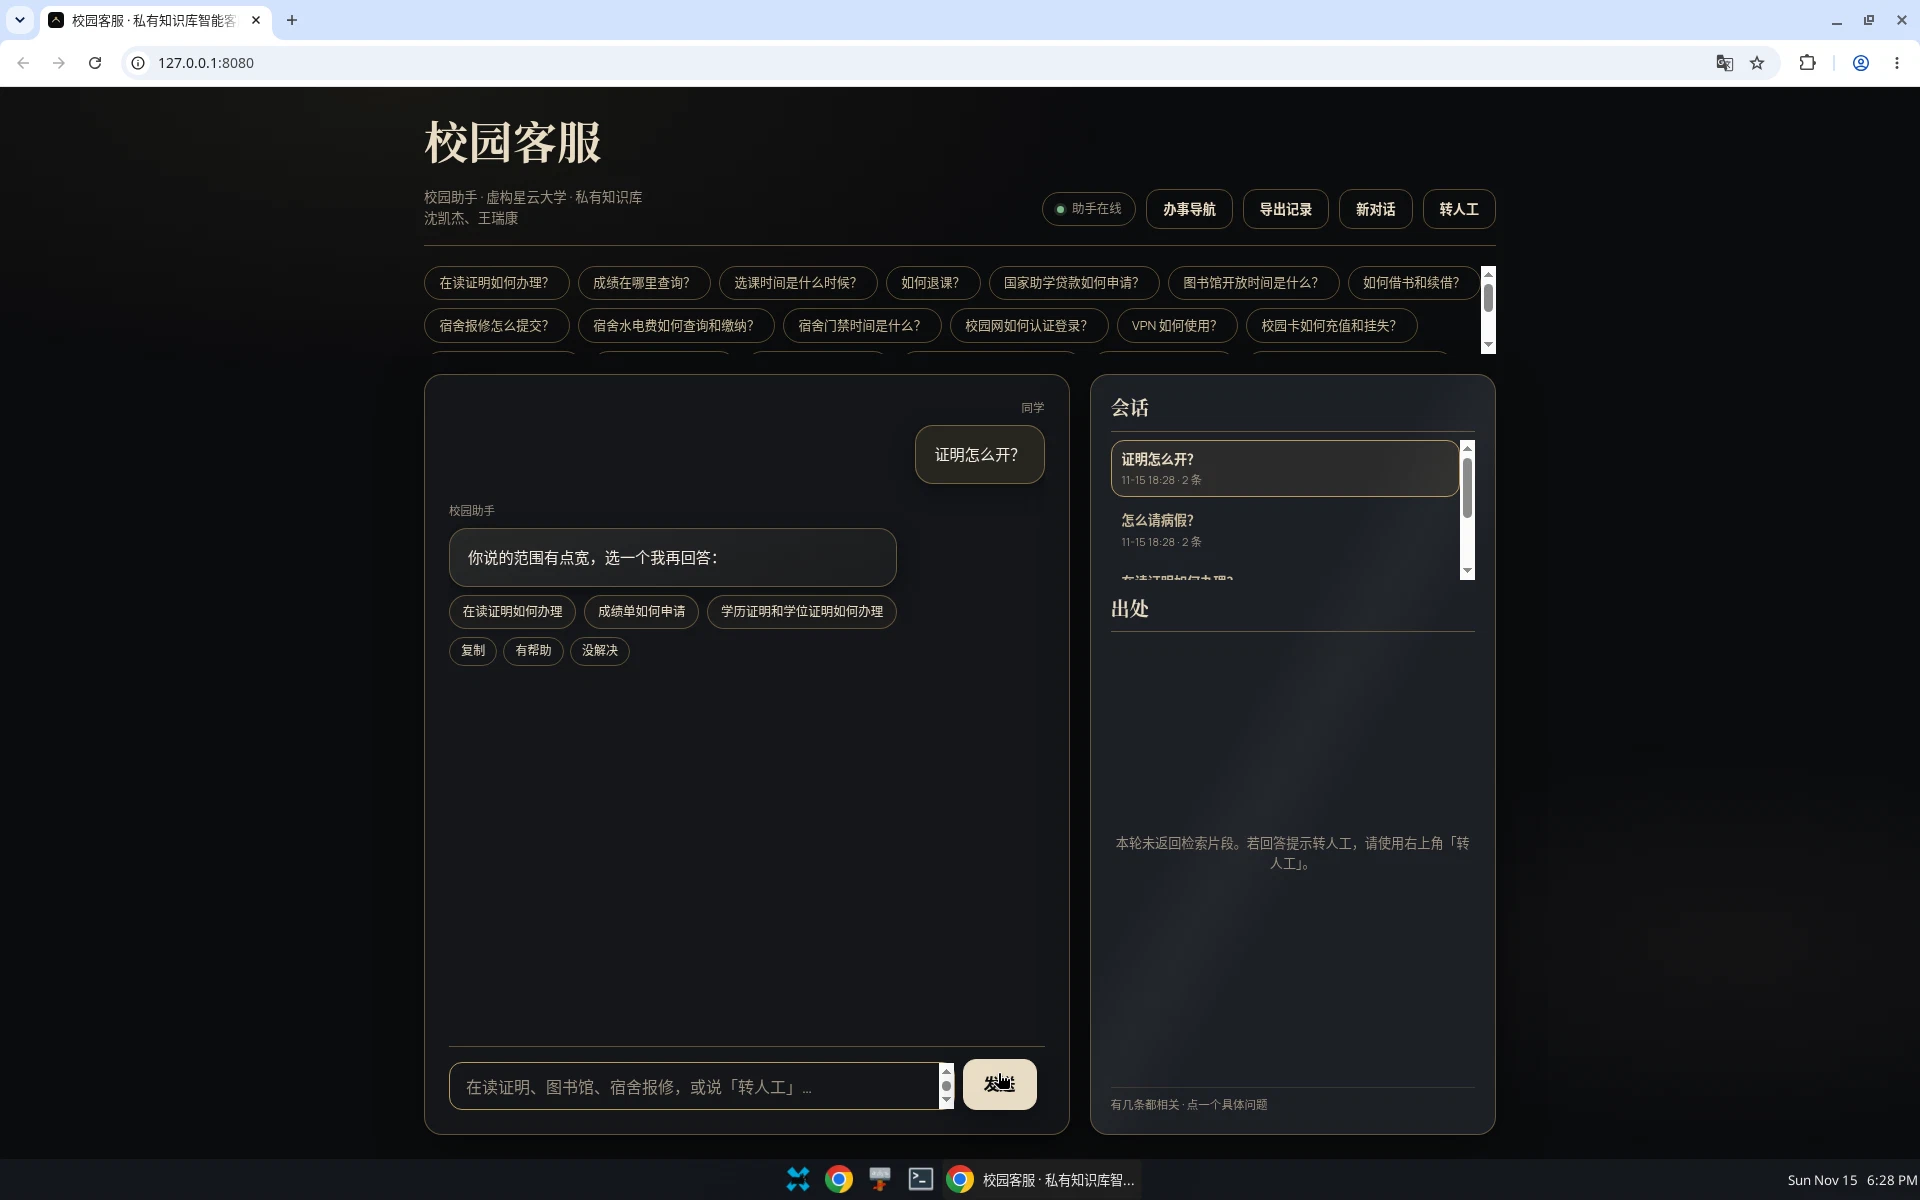 校园客服 · 私有知识库智能客
127.0.0.1:8080
校园客服
校园助手 · 虚构星云大学 · 私有知识库
沈凯杰、王瑞康
助手在线
办事导航
导出记录
新对话
转人工
在读证明如何办理？
成绩在哪里查询？
选课时间是什么时候？
如何退课？
国家助学贷款如何申请？
图书馆开放时间是什么？
如何借书和续借？
宿舍报修怎么提交？
宿舍水电费如何查询和缴纳？
宿舍门禁时间是什么？
校园网如何认证登录？
VPN 如何使用？
校园卡如何充值和挂失？
同学
证明怎么开？
校园助手
你说的范围有点宽，选一个我再回答：
在读证明如何办理
成绩单如何申请
学历证明和学位证明如何办理
复制
有帮助
没解决
在读证明、图书馆、宿舍报修，或说「转人工」...
发送
会话
证明怎么开？
11-15 18:28 · 2 条
怎么请病假？
11-15 18:28 · 2 条
在读证明如何办理？
出处
本轮未返回检索片段。若回答提示转人工，请使用右上角「转
人工」。
有几条都相关 · 点一个具体问题
校园客服 · 私有知识库智...
Sun Nov 15 6:28 PM